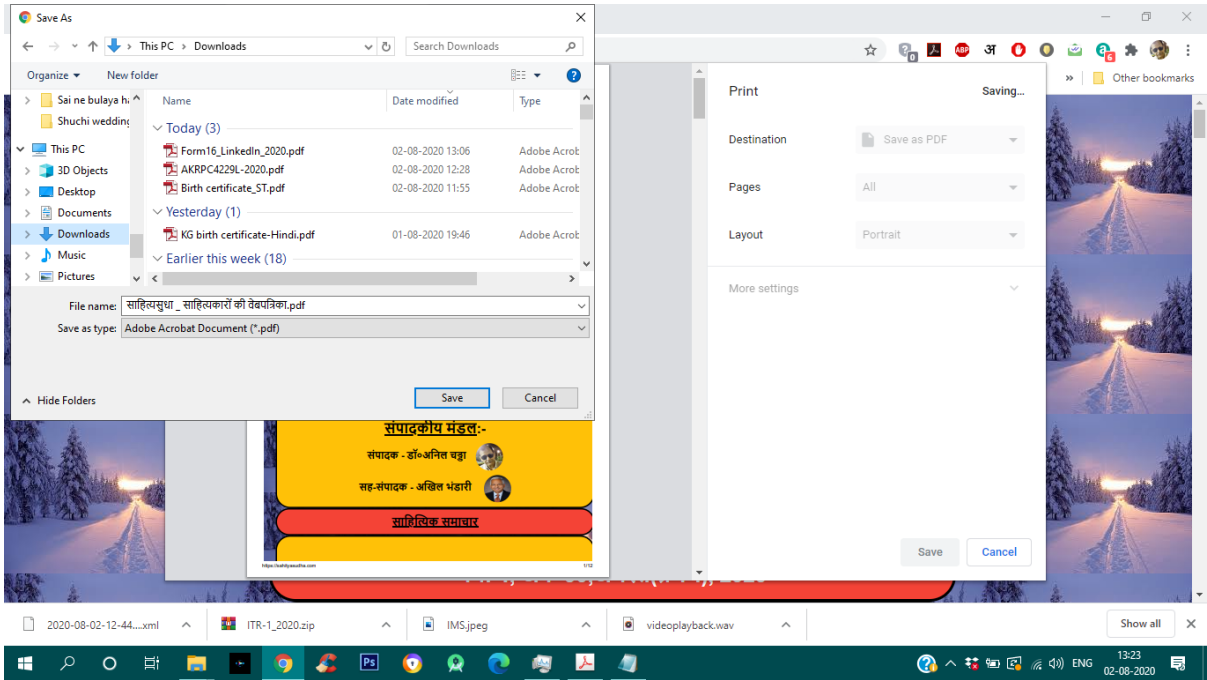 Save As
This PC > Downloads
Search Downloads
Organize
New folder
Sai ne bulaya ha
Shuchi wedding
This PC
3D Objects
Desktop
Documents
Downloads
Music
Pictures
Name
Date modified
Type
Today (3)
Form16_LinkedIn_2020.pdf 02-08-2020 13:06 Adobe Acrob
AKRPC4229L-2020.pdf 02-08-2020 12:28 Adobe Acrob
Birth certificate_ST.pdf 02-08-2020 11:55 Adobe Acrob
Yesterday (1)
KG birth certificate-Hindi.pdf 01-08-2020 19:46 Adobe Acrob
Earlier this week (18)
File name: साहित्यसुधा _ साहित्यकारों की वेबपत्रिका.pdf
Save as type: Adobe Acrobat Document (*.pdf)
Hide Folders
Save
Cancel
ABP
अ
Other bookmarks
Print
Saving...
Destination
Save as PDF
Pages
All
Layout
Portrait
More settings
Save
Cancel
संपादकीय मंडल:-
संपादक - डॉ०अनिल चड्डा
सह-संपादक - अखिल भंडारी
साहित्यिक समाचार
https://sahityasudha.com
1/12
2020-08-02-12-44....xml
ITR-1_2020.zip
IMS.jpeg
videoplayback.wav
Show all
Ps
ENG
13:23
02-08-2020